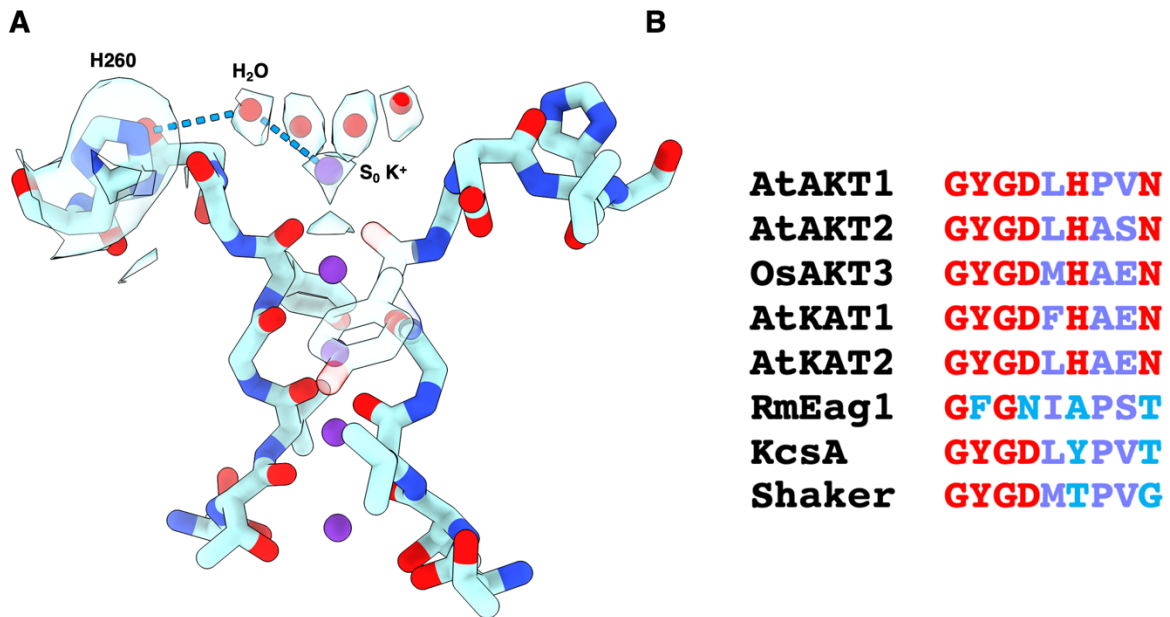 A
B
H260
H₂O
S₀ K⁺
AtAKT1 GYGDLHPVN
AtAKT2 GYGDLHASN
OsAKT3 GYGDMHAEN
AtKAT1 GYGDFHAEN
AtKAT2 GYGDLHAEN
RmEag1 GFGNIAPST
KcsA GYGDLYPVT
Shaker GYGDMTPVG